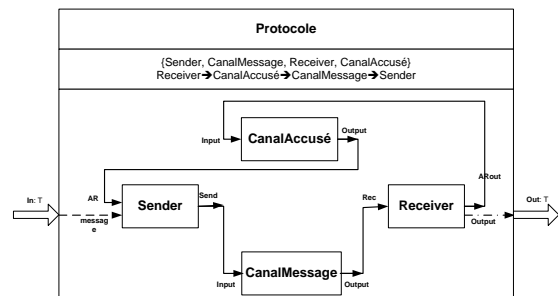 Protocole
{Sender, CanalMessage, Receiver, CanalAccusé}
Receiver➔CanalAccusé➔CanalMessage➔Sender
Input
CanalAccusé
Output
In: T
AR
messag
e
Sender
Send
Rec
Receiver
ARout
Output
Out: T
Input
CanalMessage
Output